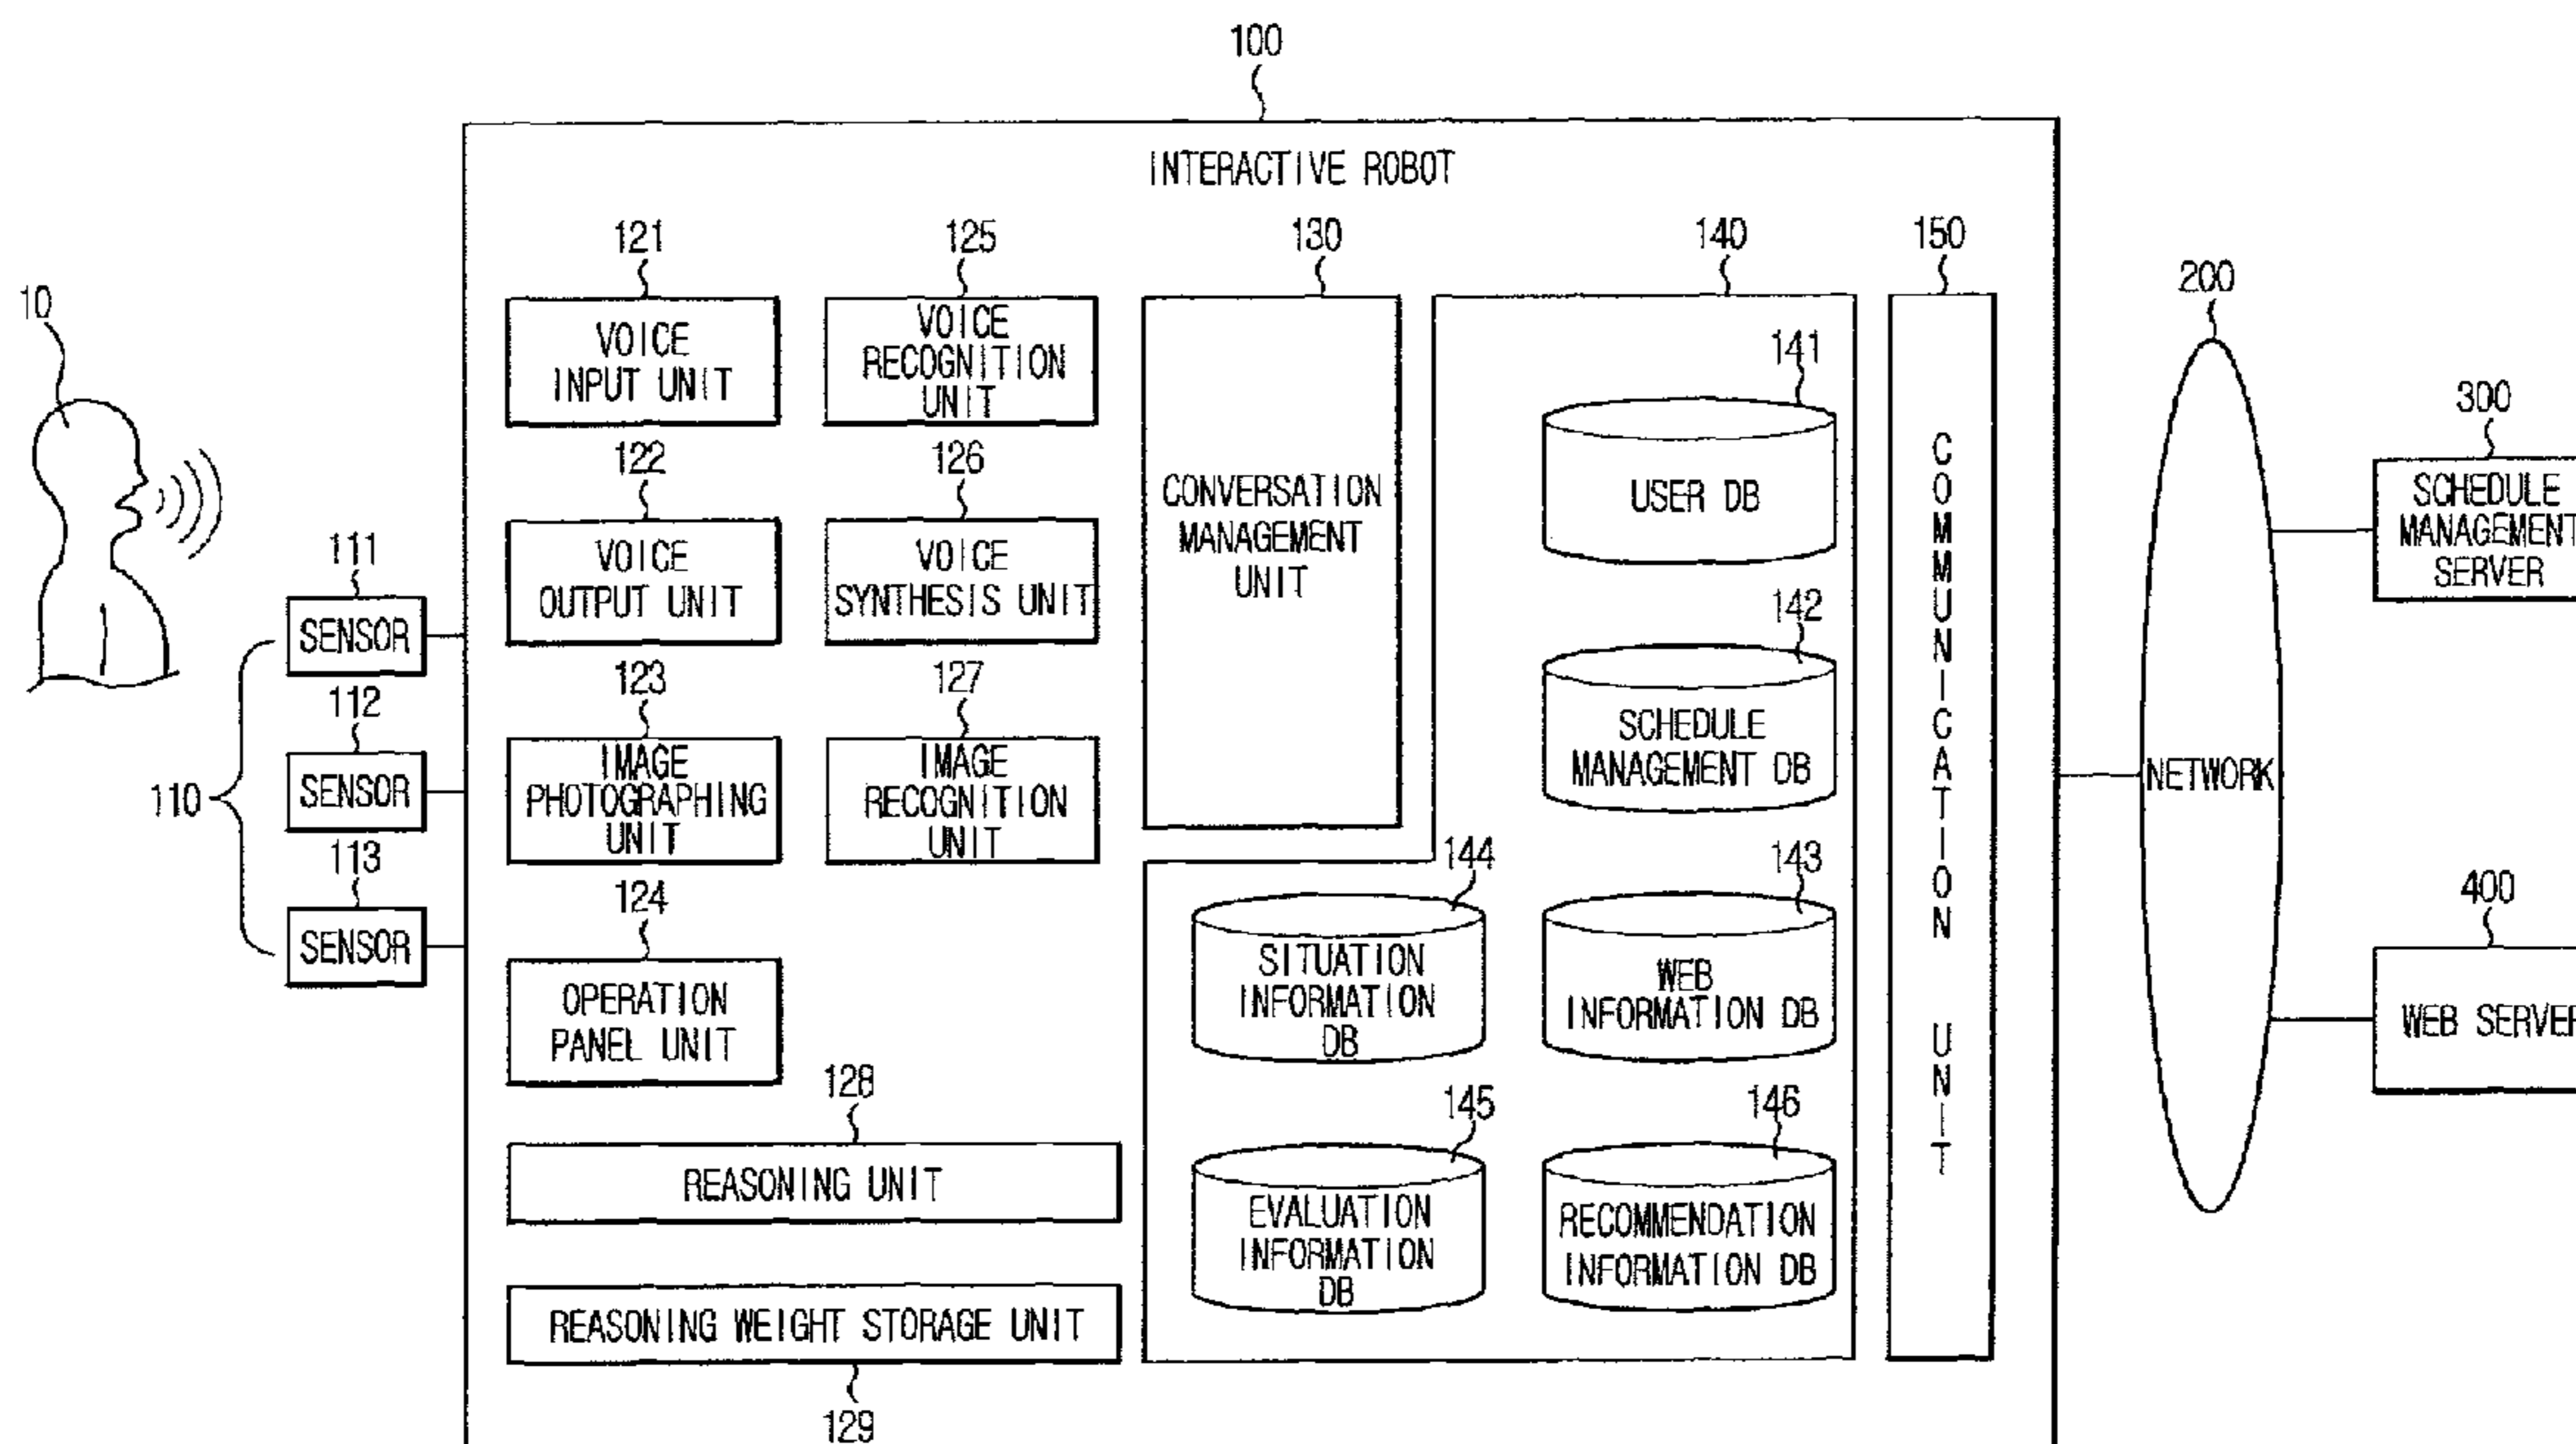 100
INTERACTIVE ROBOT
121
125
130
140
150
200
10
VOICE
INPUT UNIT
VOICE
RECOGNITION
UNIT
141
USER DB
COMMUNICATION UNIT
300
SCHEDULE
MANAGEMENT
SERVER
122
126
CONVERSATION
MANAGEMENT
UNIT
111
SENSOR
VOICE
OUTPUT UNIT
VOICE
SYNTHESIS UNIT
142
SCHEDULE
MANAGEMENT DB
123
127
112
110
SENSOR
IMAGE
PHOTOGRAPHING
UNIT
IMAGE
RECOGNITION
UNIT
NETWORK
113
SENSOR
124
OPERATION
PANEL UNIT
144
SITUATION
INFORMATION
DB
143
WEB
INFORMATION DB
400
WEB SERVER
128
REASONING UNIT
145
EVALUATION
INFORMATION
DB
146
RECOMMENDATION
INFORMATION DB
REASONING WEIGHT STORAGE UNIT
129